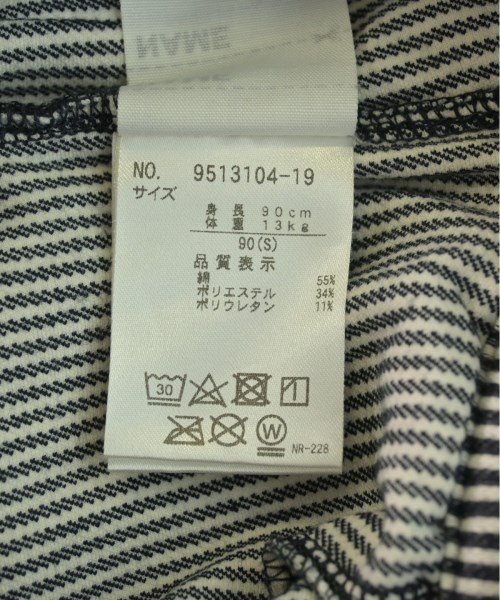 NAME
NO. 9513104-19
サイズ
身長 90cm
体重 13kg
90(S)
品質表示
綿 55%
ポリエステル 34%
ポリウレタン 11%
30
W
NR-228